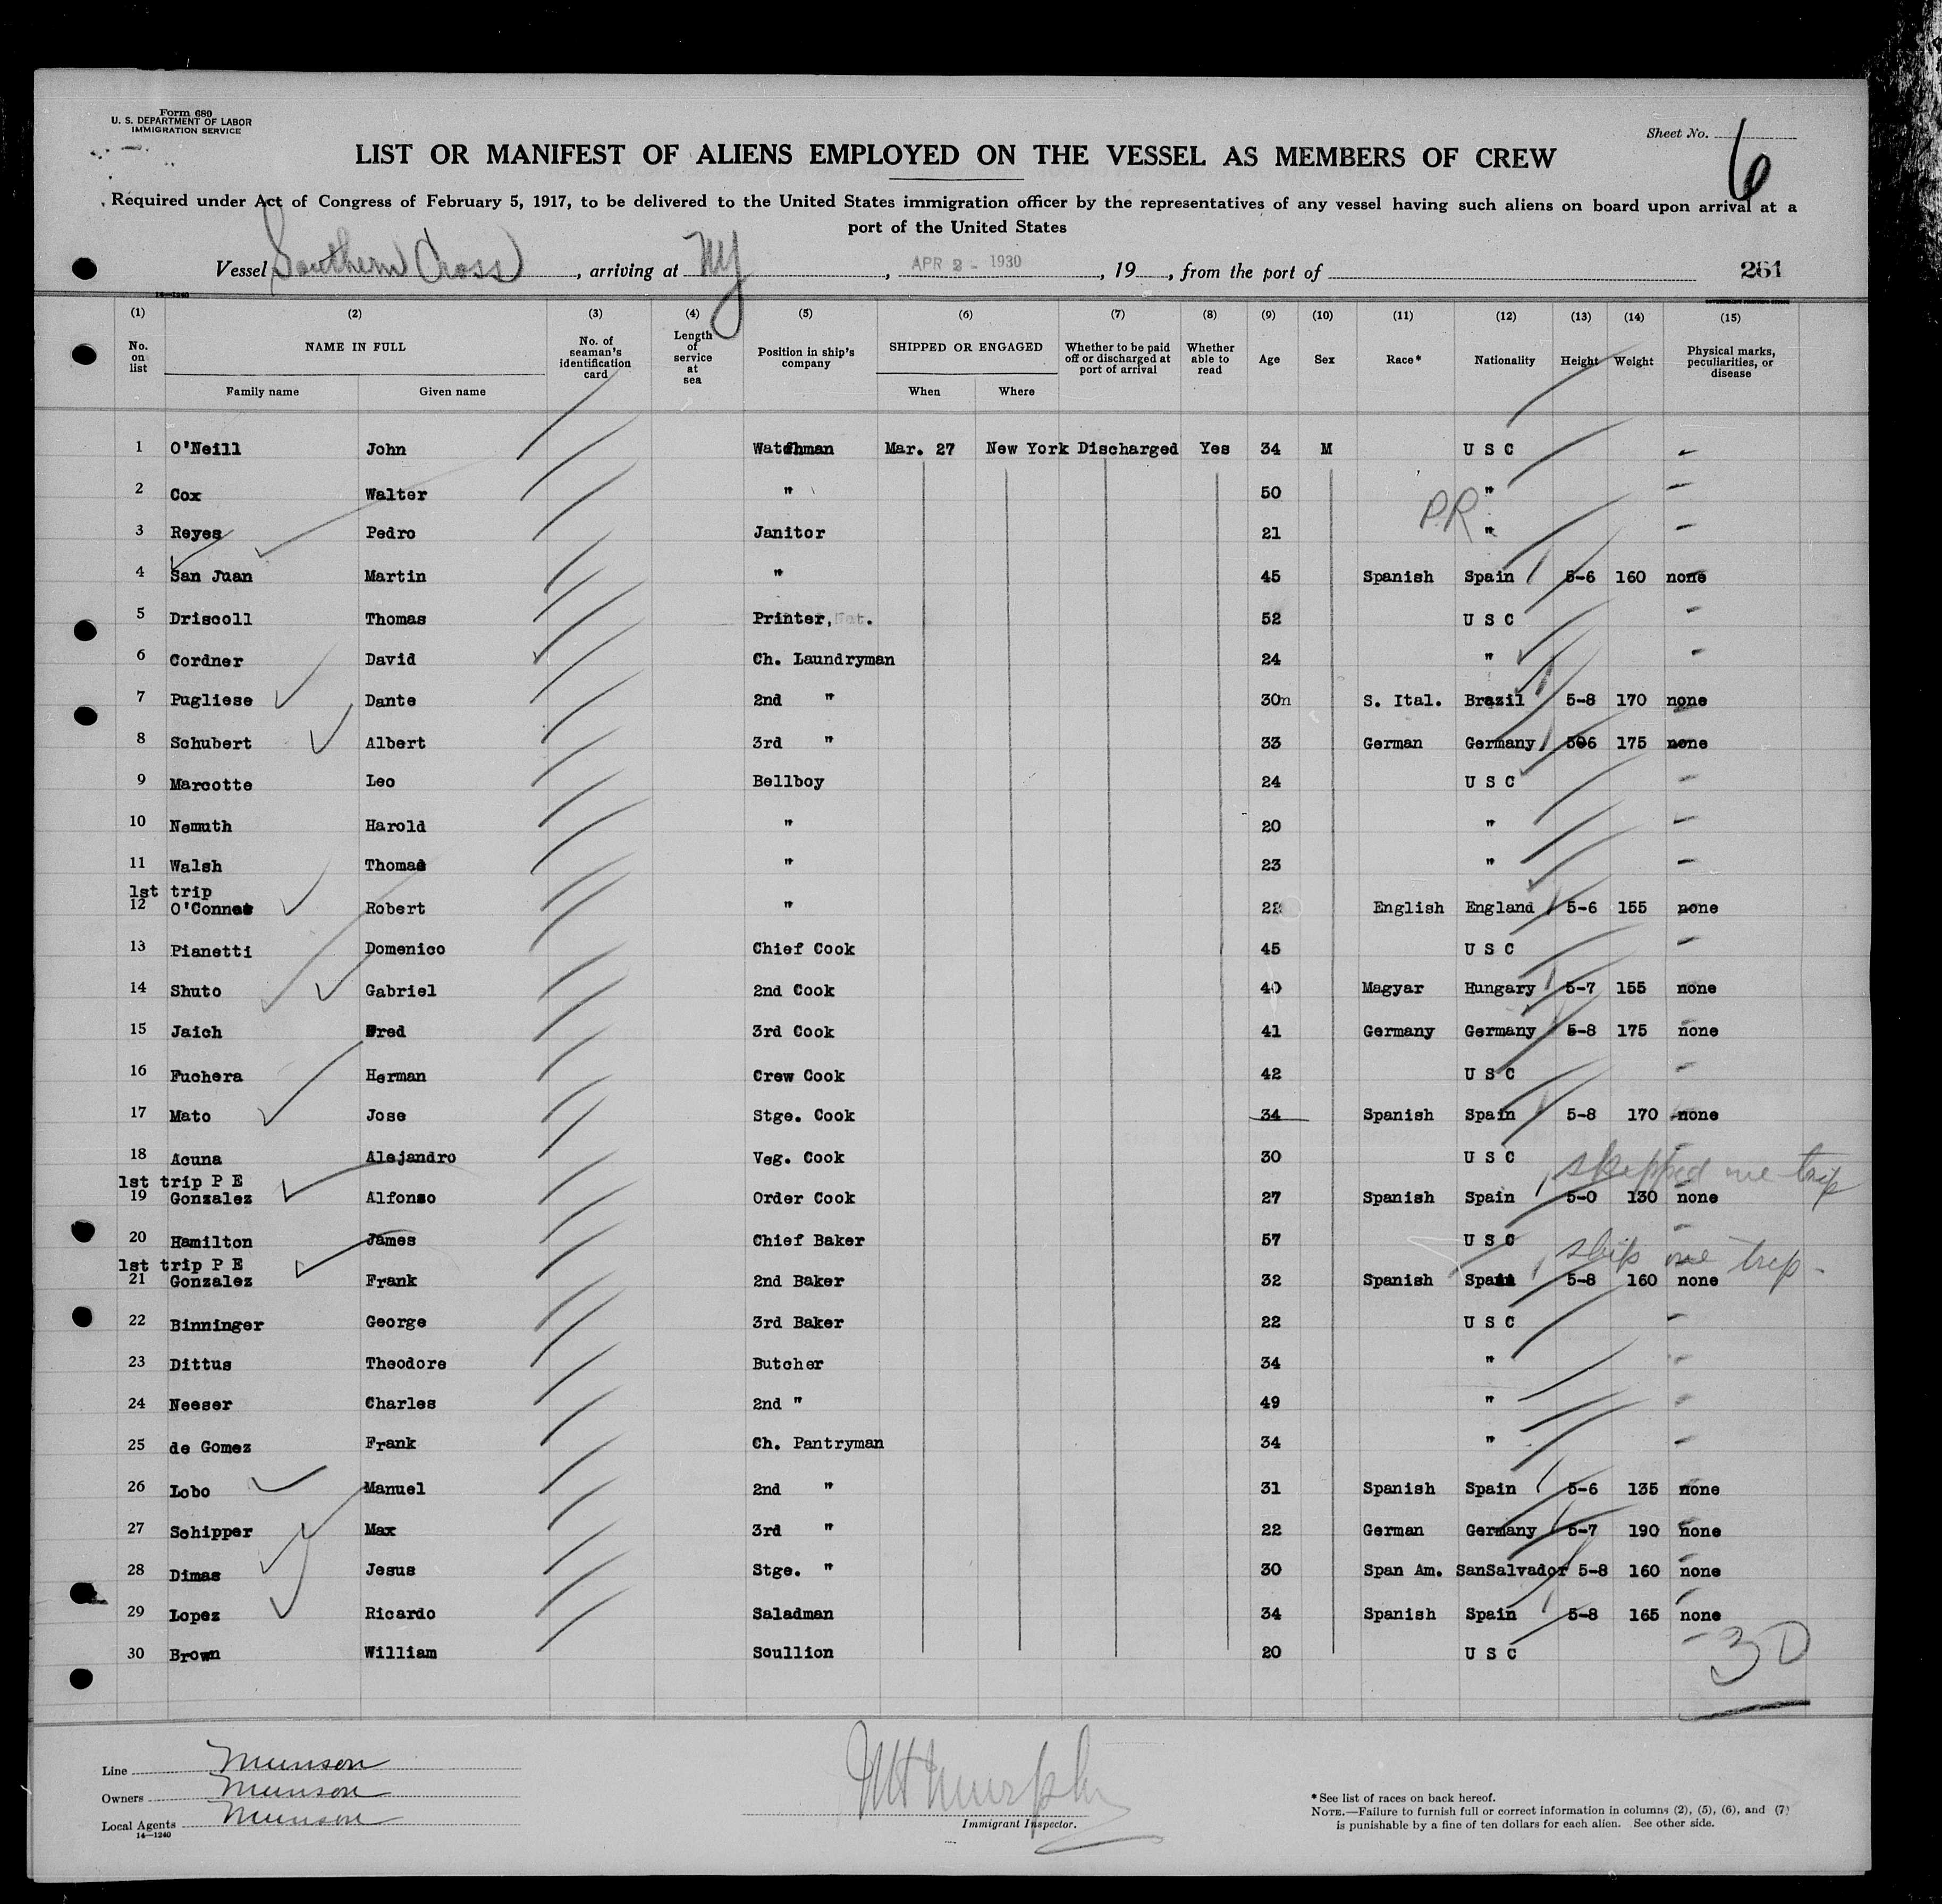 Form 680
U. S. DEPARTMENT OF LABOR
IMMIGRATION SERVICE
Sheet No. 6
LIST OR MANIFEST OF ALIENS EMPLOYED ON THE VESSEL AS MEMBERS OF CREW
Required under Act of Congress of February 5, 1917, to be delivered to the United States immigration officer by the representatives of any vessel having such aliens on board upon arrival at a
port of the United States
Vessel Southern Cross, arriving at NY, APR 2 - 1930, 19 , from the port of 261
14—1240
(1) (2) (3) (4) (5) (6) (7) (8) (9) (10) (11) (12) (13) (14) (15)
No. on list NAME IN FULL Family name Given name No. of seaman's identification card Length of service at sea Position in ship's company SHIPPED OR ENGAGED When Where Whether to be paid off or discharged at port of arrival Whether able to read Age Sex Race* Nationality Height Weight Physical marks, peculiarities, or disease
1 O'Neill John Watchman Mar. 27 New York Discharged Yes 34 M U S C -
2 Cox Walter " 50 " -
3 Reyes Pedro Janitor 21 P.R. " -
4 San Juan Martin " 45 Spanish Spain 5-6 160 none
5 Driscoll Thomas Printer, . 52 U S C -
6 Cordner David Ch. Laundryman 24 " -
7 Pugliese Dante 2nd " 30n S. Ital. Brazil 5-8 170 none
8 Schubert Albert 3rd " 33 German Germany 506 175 none
9 Marcotte Leo Bellboy 24 U S C -
10 Nemuth Harold " 20 " -
11 Walsh Thomas " 23 " -
1st trip
12 Robert " 22 English England 5-6 155 none
13 Pianetti Domenico Chief Cook 45 U S C -
14 Shuto Gabriel 2nd Cook 40 Magyar Hungary 5-7 155 none
15 Jaich Fred 3rd Cook 41 Germany Germany 5-8 175 none
16 Fuchera Herman Crew Cook 42 U S C -
17 Mato Jose Stge. Cook 34 Spanish Spain 5-8 170 none
18 Acuna Alejandro Veg. Cook 30 U S C -
1st trip P E skipped one trip
19 Gonzalez Alfonso Order Cook 27 Spanish Spain 5-0 130 none
20 Hamilton James Chief Baker 57 U S C -
1st trip P E skip one trip -
21 Gonzalez Frank 2nd Baker 32 Spanish Spain 5-8 160 none
22 Binninger George 3rd Baker 22 U S C -
23 Dittus Theodore Butcher 34 " -
24 Neeser Charles 2nd " 49 " -
25 de Gomez Frank Ch. Pantryman 34 " -
26 Lobo Manuel 2nd " 31 Spanish Spain 5-6 135 none
27 Schipper Max 3rd " 22 German Germany 5-7 190 none
28 Dimas Jesus Stge. " 30 Span Am. SanSalvador 5-8 160 none
29 Lopez Ricardo Saladman 34 Spanish Spain 5-8 165 none
30 Brown William Scullion 20 U S C -
30
Line Munson
Owners Munson
Local Agents Munson
14—1240
Murphy
Immigrant Inspector.
* See list of races on back hereof.
NOTE.—Failure to furnish full or correct information in columns (2), (5), (6), and (7)
is punishable by a fine of ten dollars for each alien. See other side.